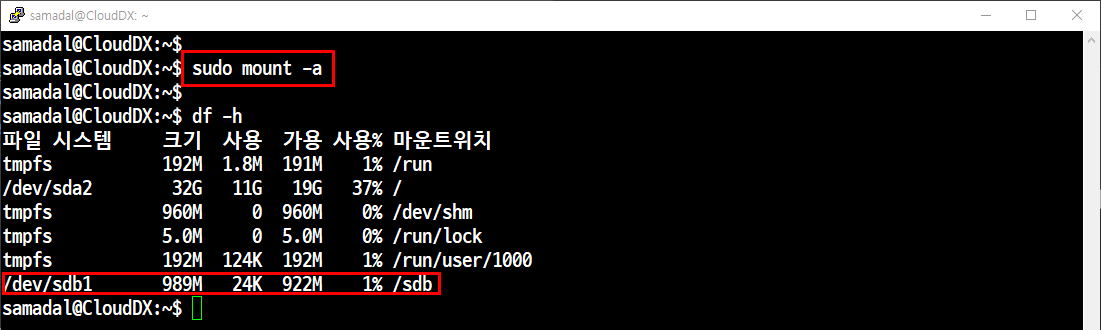 samadal@CloudDX: ~
samadal@CloudDX:~$
samadal@CloudDX:~$ sudo mount -a
samadal@CloudDX:~$
samadal@CloudDX:~$ df -h
파일 시스템 크기 사용 가용 사용% 마운트위치
tmpfs 192M 1.8M 191M 1% /run
/dev/sda2 32G 11G 19G 37% /
tmpfs 960M 0 960M 0% /dev/shm
tmpfs 5.0M 0 5.0M 0% /run/lock
tmpfs 192M 124K 192M 1% /run/user/1000
/dev/sdb1 989M 24K 922M 1% /sdb
samadal@CloudDX:~$